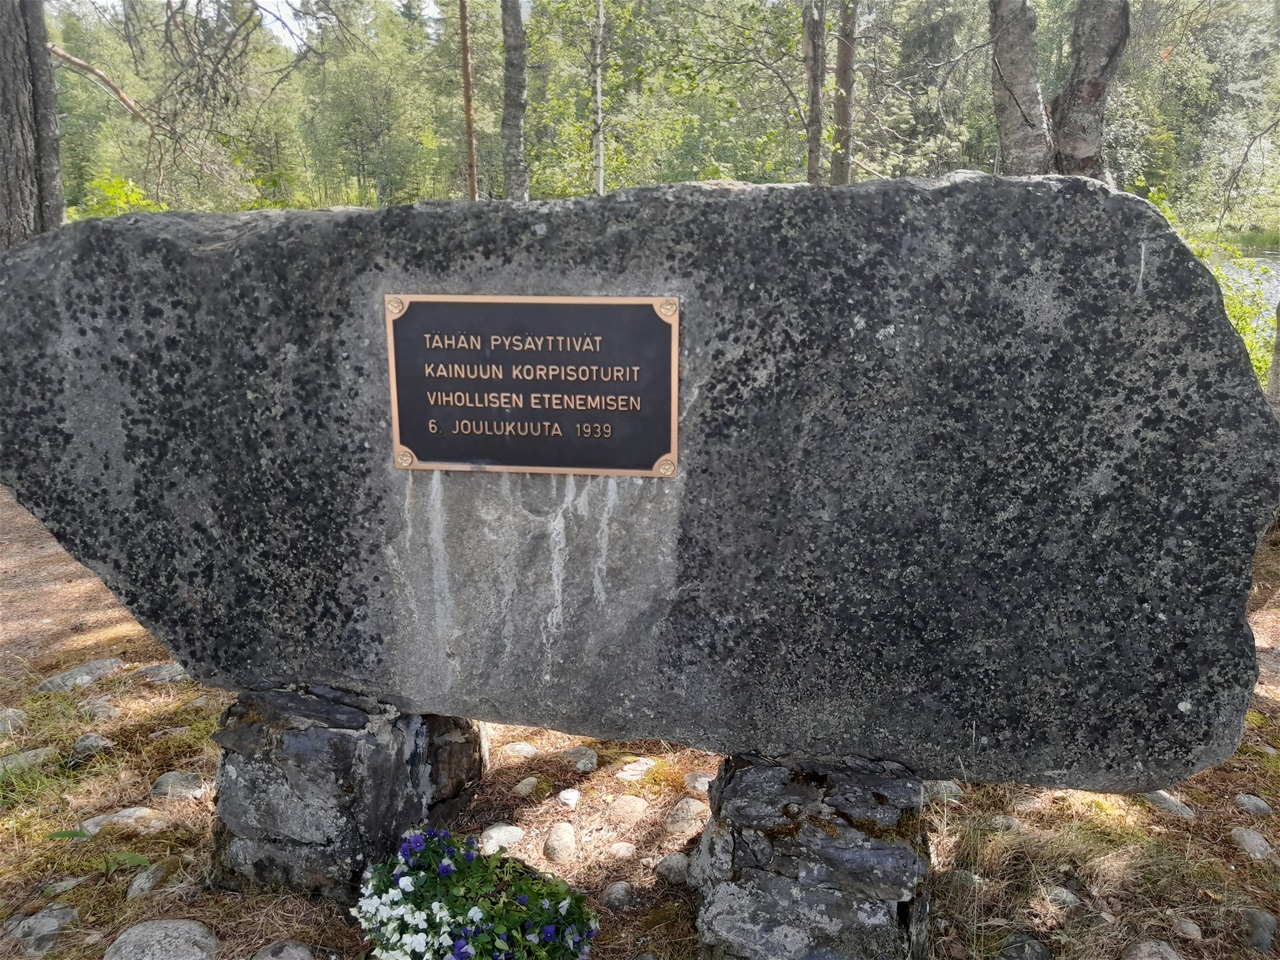 TÄHÄN PYSÄYTTIVÄT
KAINUUN KORPISOTURIT
VIHOLLISEN ETENEMISEN
6. JOULUKUUTA 1939